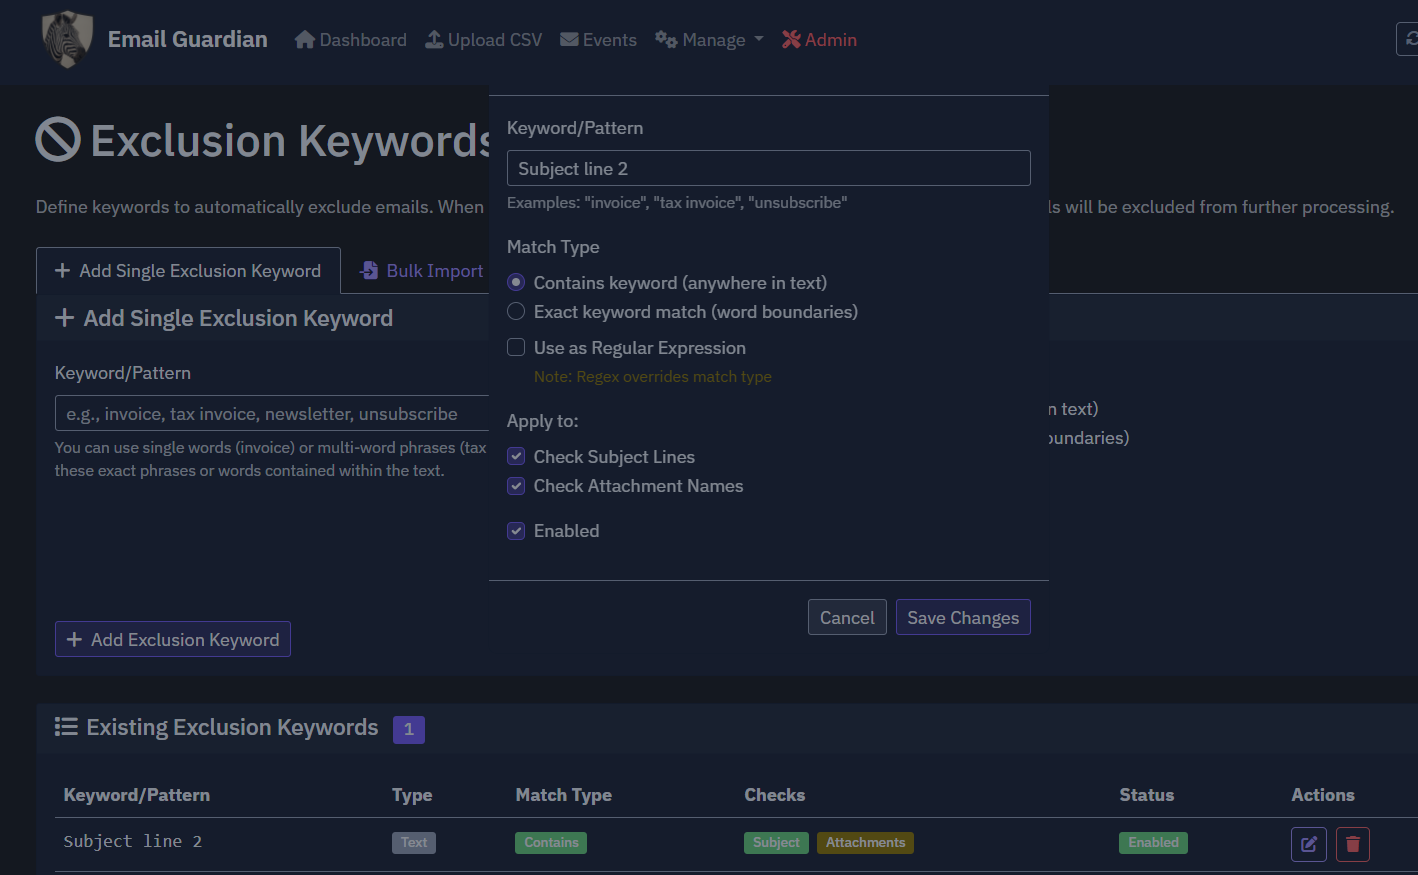 Email Guardian Dashboard Upload CSV Events Manage Admin
Exclusion Keywords
Define keywords to automatically exclude emails. When
ls will be excluded from further processing.
Add Single Exclusion Keyword Bulk Import
Add Single Exclusion Keyword
Keyword/Pattern
e.g., invoice, tax invoice, newsletter, unsubscribe
You can use single words (invoice) or multi-word phrases (tax
these exact phrases or words contained within the text.
n text)
oundaries)
Add Exclusion Keyword
Keyword/Pattern
Subject line 2
Examples: "invoice", "tax invoice", "unsubscribe"
Match Type
Contains keyword (anywhere in text)
Exact keyword match (word boundaries)
Use as Regular Expression
Note: Regex overrides match type
Apply to:
Check Subject Lines
Check Attachment Names
Enabled
Cancel Save Changes
Existing Exclusion Keywords 1
Keyword/Pattern Type Match Type Checks Status Actions
Subject line 2 Text Contains Subject Attachments Enabled